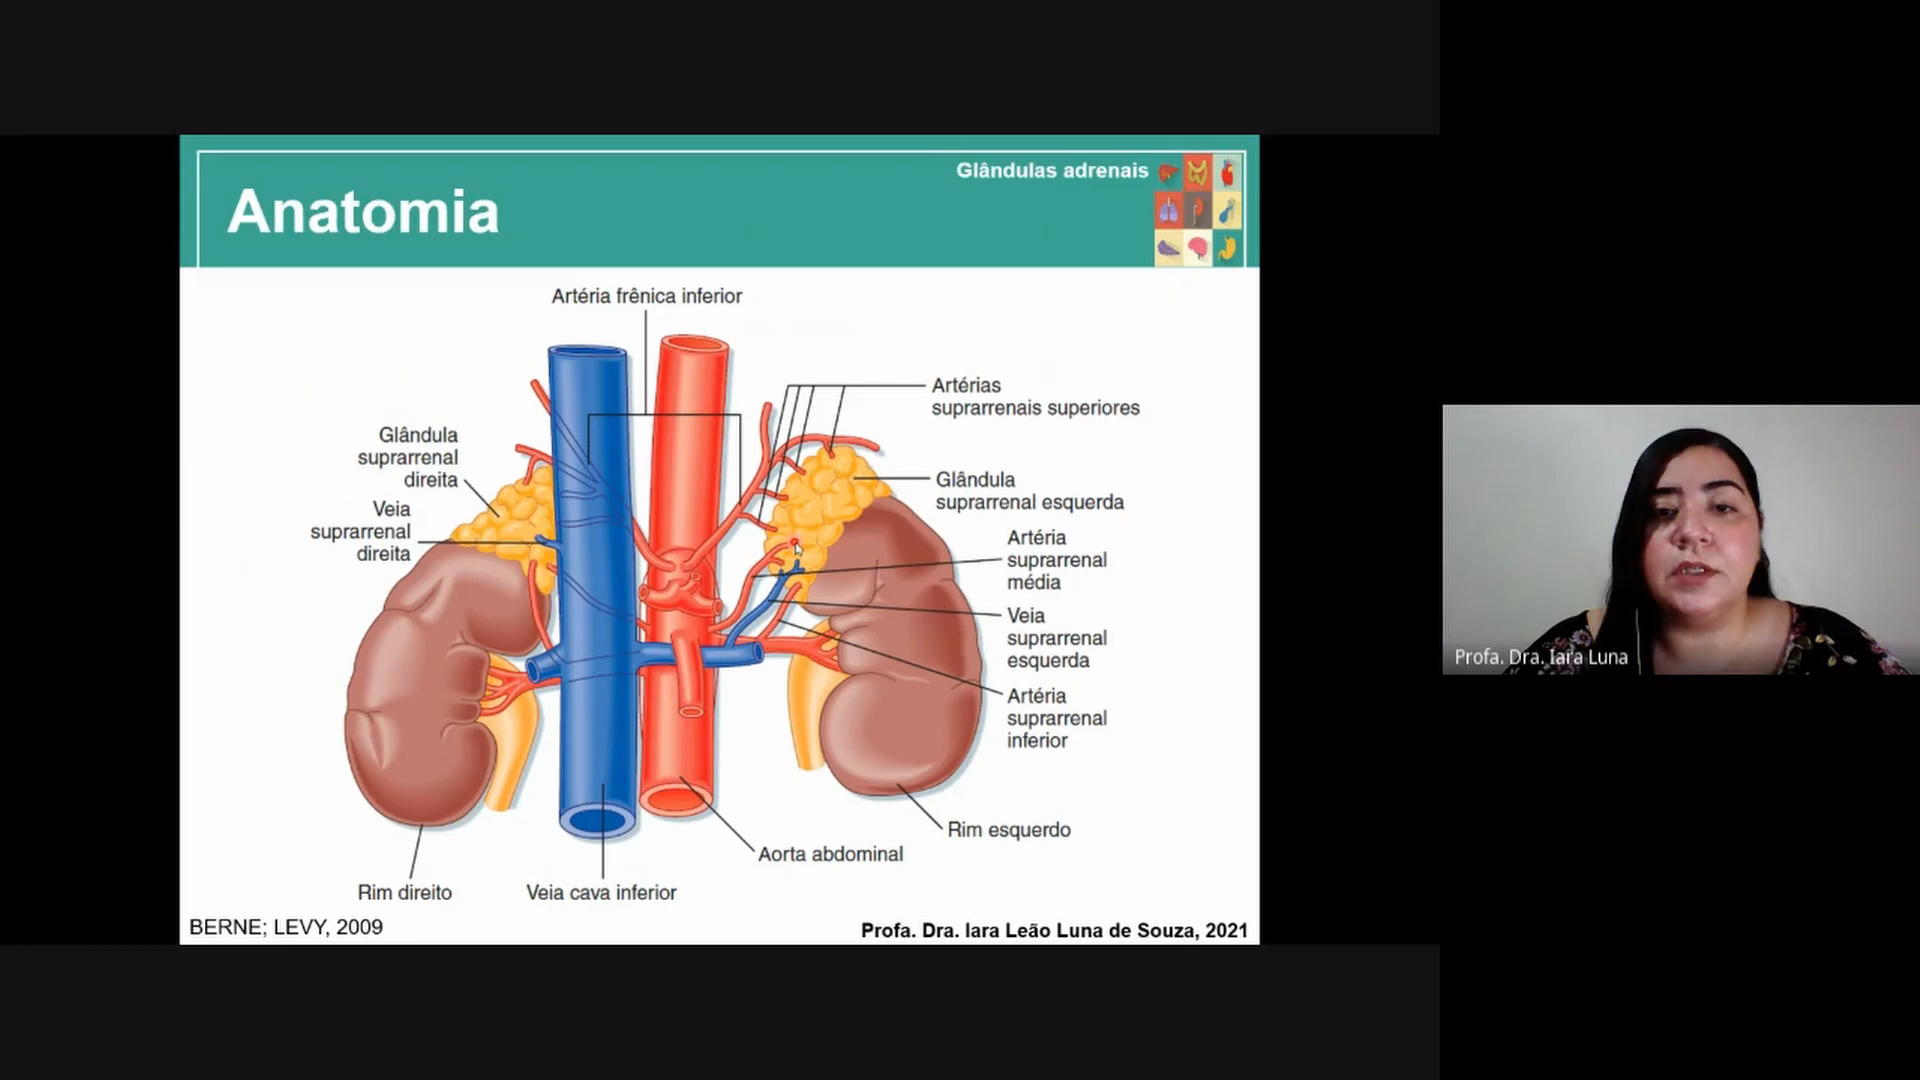 Glândulas adrenais
Anatomia
Artéria frênica inferior
Artérias
suprarrenais superiores
Glândula
suprarrenal
direita
Glândula
suprarrenal esquerda
Veia
suprarrenal
direita
Artéria
suprarrenal
média
Veia
suprarrenal
esquerda
Artéria
suprarrenal
inferior
Rim esquerdo
Aorta abdominal
Rim direito
Veia cava inferior
BERNE; LEVY, 2009
Profa. Dra. Iara Leão Luna de Souza, 2021
Profa. Dra. Iara Luna